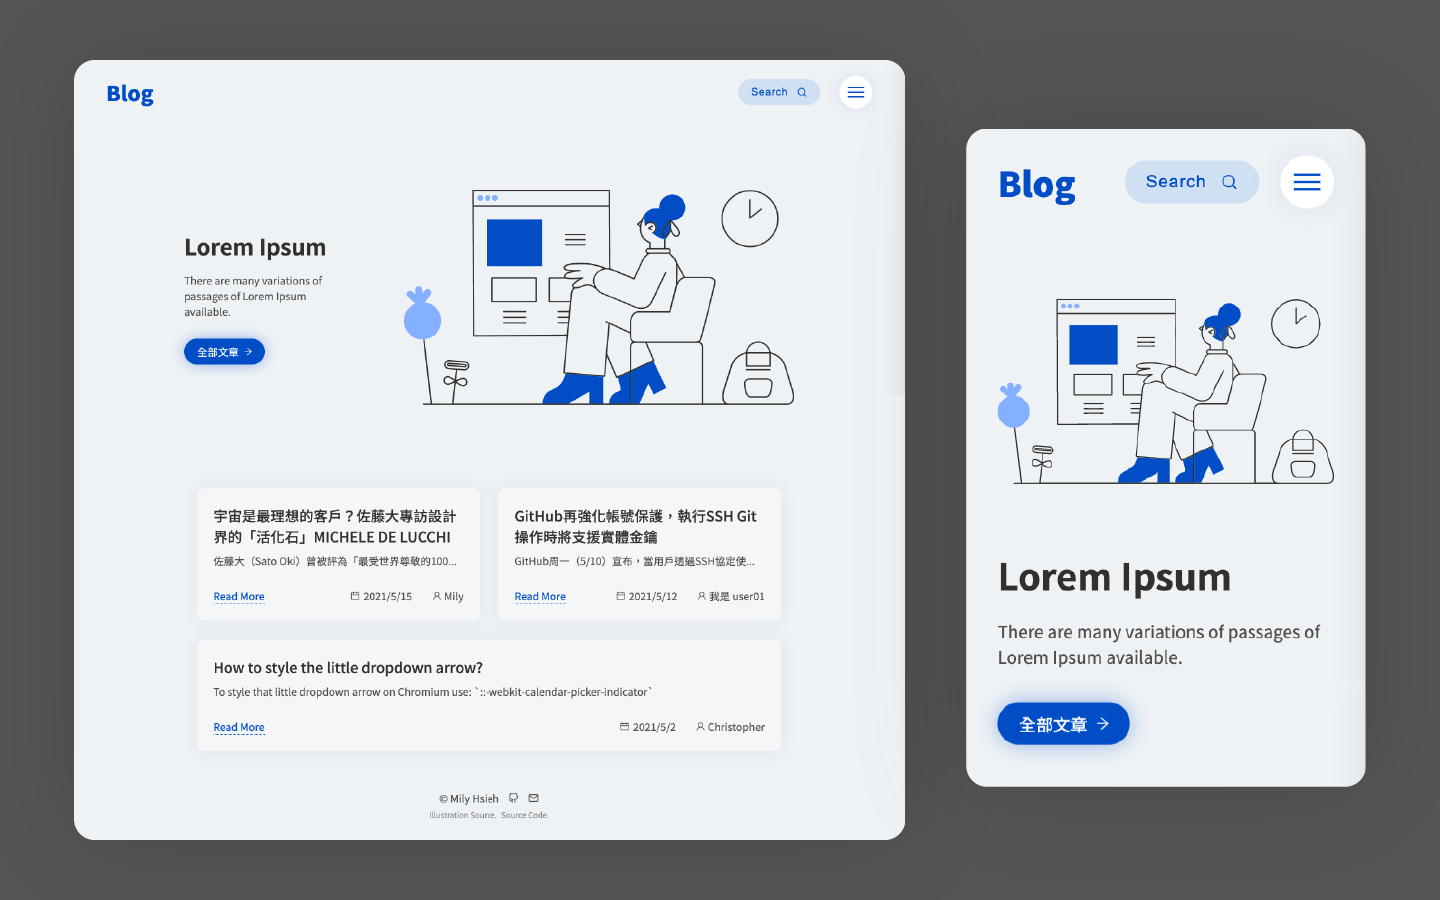 Blog
Search
Lorem Ipsum
There are many variations of
passages of Lorem Ipsum
available.
全部文章
宇宙是最理想的客戶？佐藤大專訪設計
界的「活化石」MICHELE DE LUCCHI
佐藤大（Sato Oki）曾被評為「最受世界尊敬的100...
Read More
2021/5/15
Mily
GitHub再強化帳號保護，執行SSH Git
操作時將支援實體金鑰
GitHub周一（5/10）宣布，當用戶透過SSH協定使...
Read More
2021/5/12
我是 user01
How to style the little dropdown arrow?
To style that little dropdown arrow on Chromium use: `::-webkit-calendar-picker-indicator`
Read More
2021/5/2
Christopher
© Mily Hsieh
Illustration Source. Source Code.
Blog
Search
Lorem Ipsum
There are many variations of passages of
Lorem Ipsum available.
全部文章